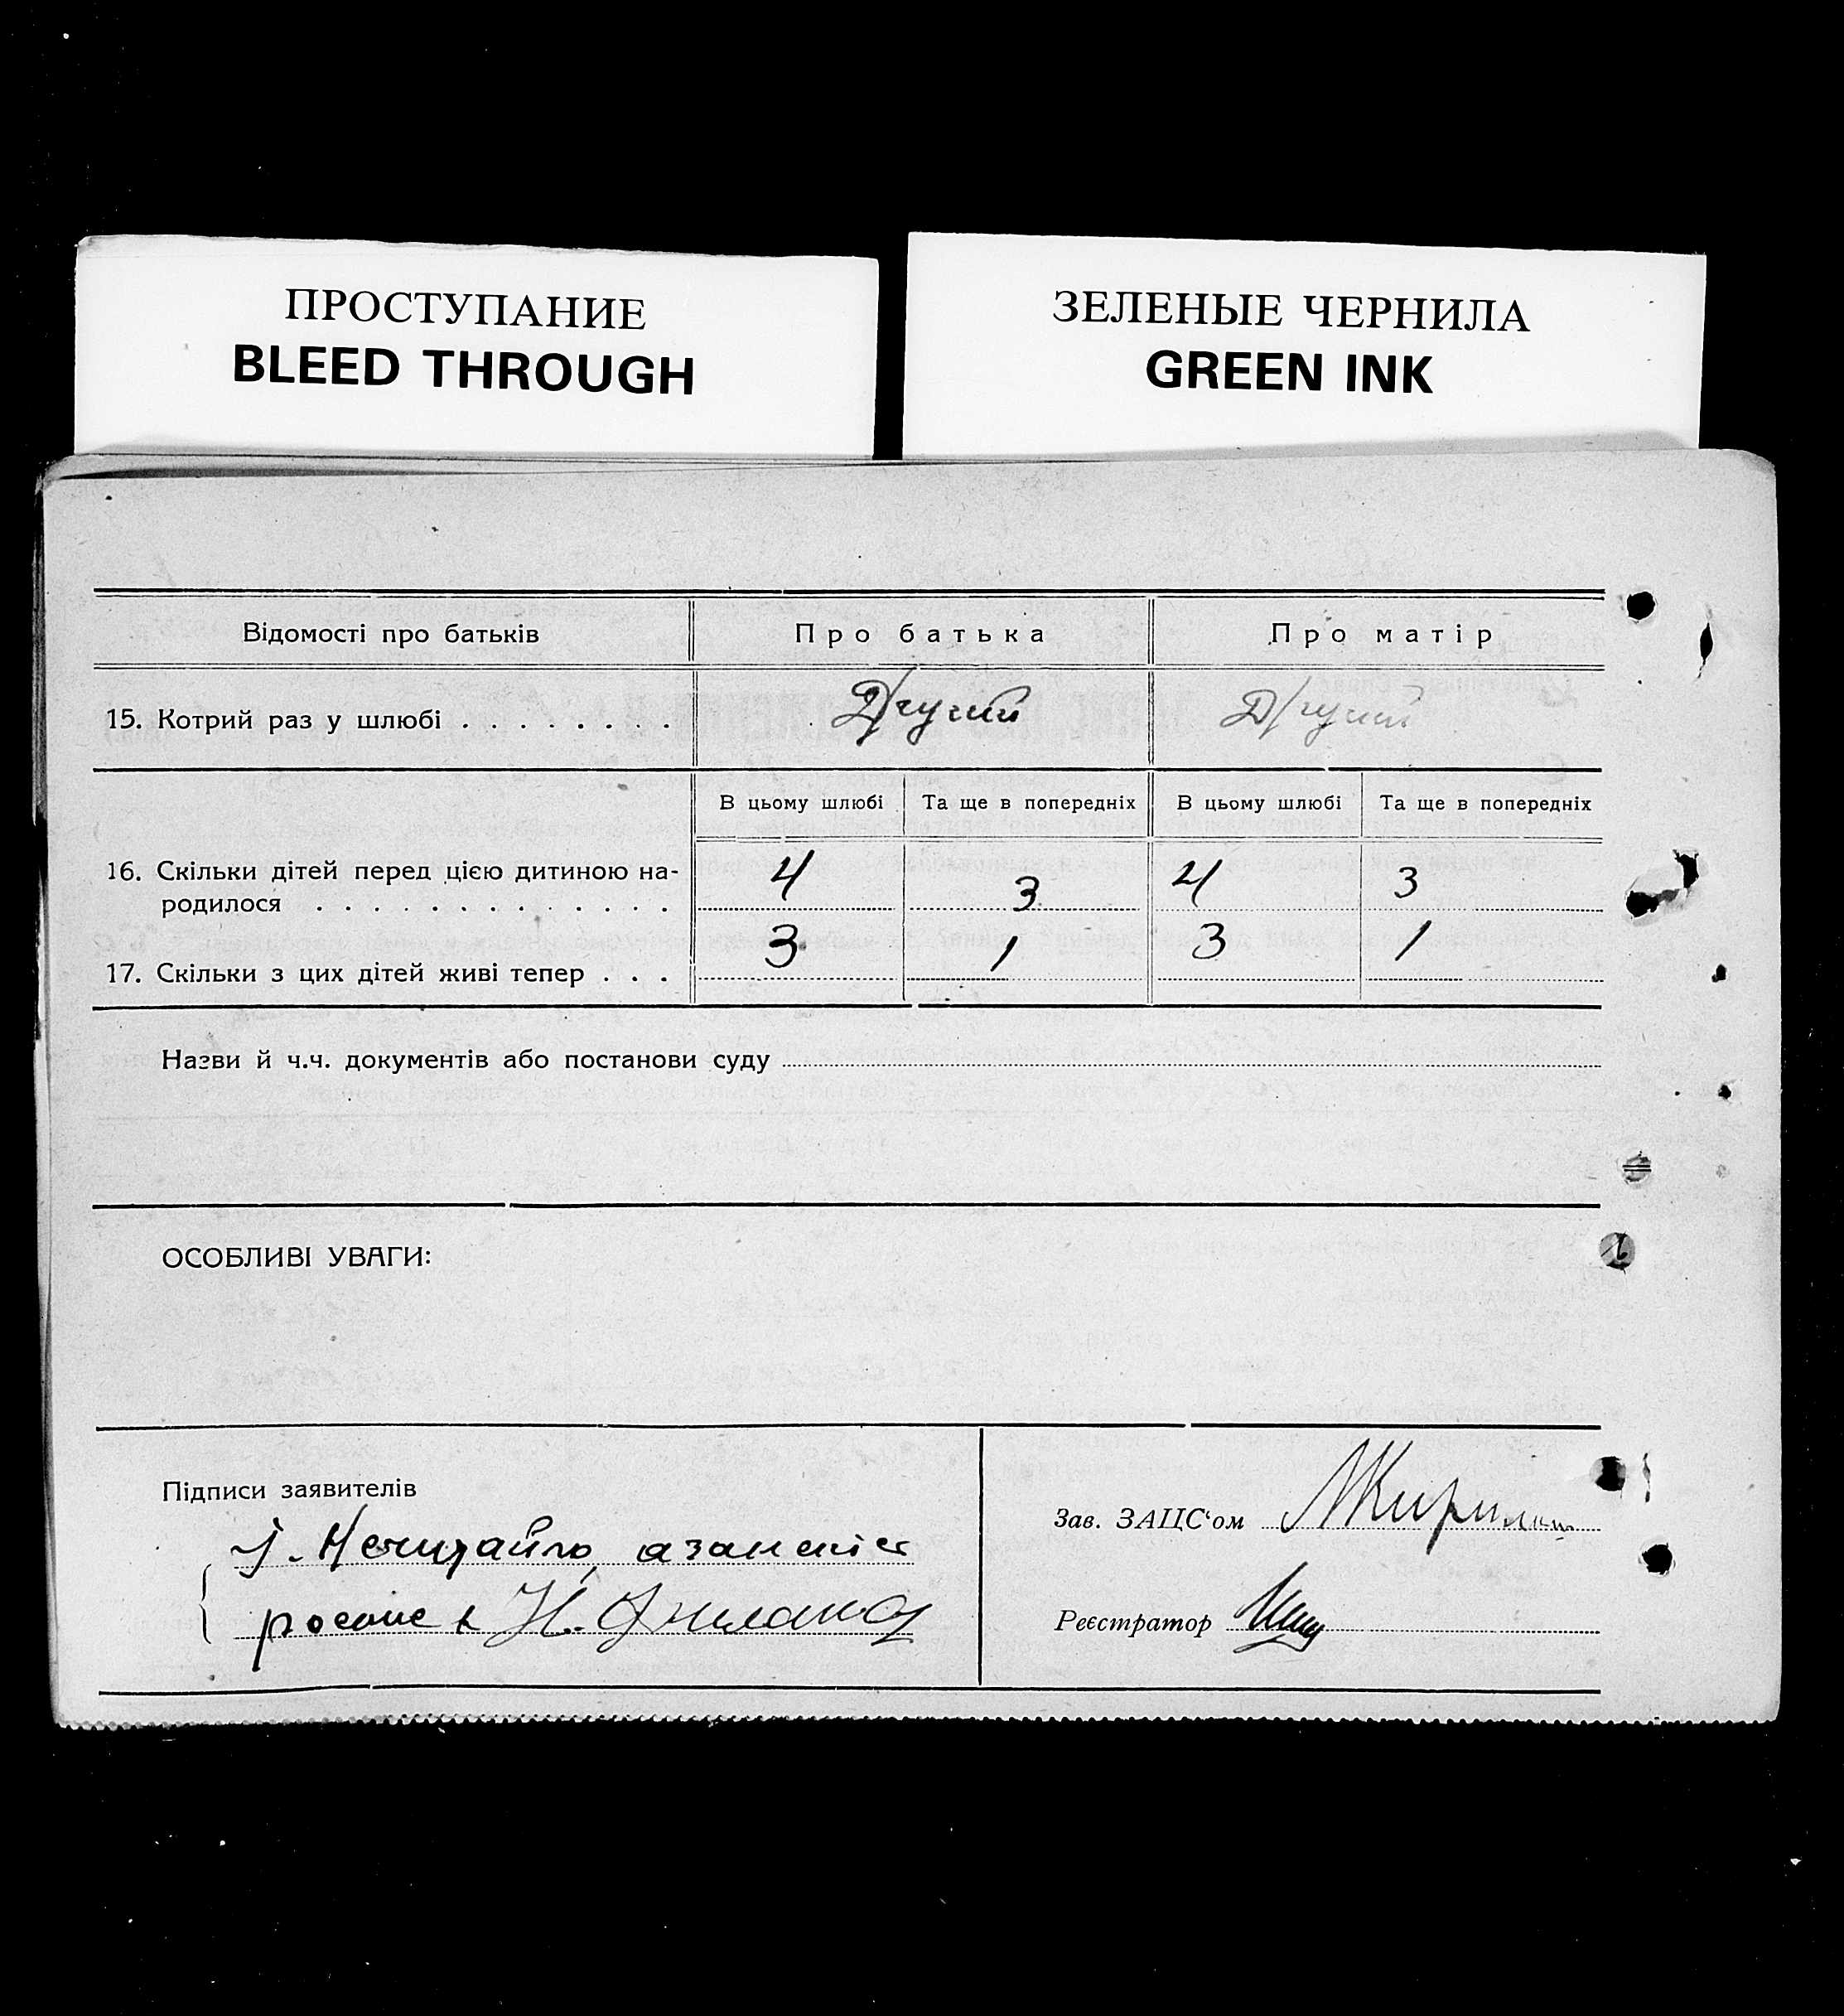 ПРОСТУПАНИЕ
BLEED THROUGH
ЗЕЛЕНЫЕ ЧЕРНИЛА
GREEN INK
Відомості про батьків Про батька Про матір
15. Котрий раз у шлюбі . . . . . . . . Другий Другий
В цьому шлюбі Та ще в попередніх В цьому шлюбі Та ще в попередніх
16. Скільки дітей перед цією дитиною на-
родилося . . . . . . . . . . . . . 4 3 4 3
17. Скільки з цих дітей живі тепер . . . 3 1 3 1
Назви й ч.ч. документів або постанови суду
ОСОБЛИВІ УВАГИ:
Підписи заявителів
Нечитайло
Зав. ЗАЦС‘ом
Н.
Реєстратор